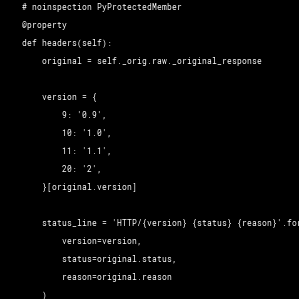 # noinspection PyProtectedMember
@property
def headers(self):
original = self._orig.raw._original_response
version = {
9: '0.9',
10: '1.0',
11: '1.1',
20: '2',
}[original.version]
status_line = 'HTTP/{version} {status} {reason}'.for
version=version,
status=original.status,
reason=original.reason
)